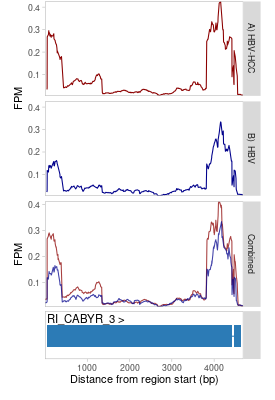 0.4
0.3
0.2
0.1
FPM
A) HBV-HCC
0.4
0.3
0.2
0.1
B) HBV
0.4
0.3
0.2
0.1
FPM
Combined
RI_CABYR_3 >
1000 2000 3000 4000
Distance from region start (bp)